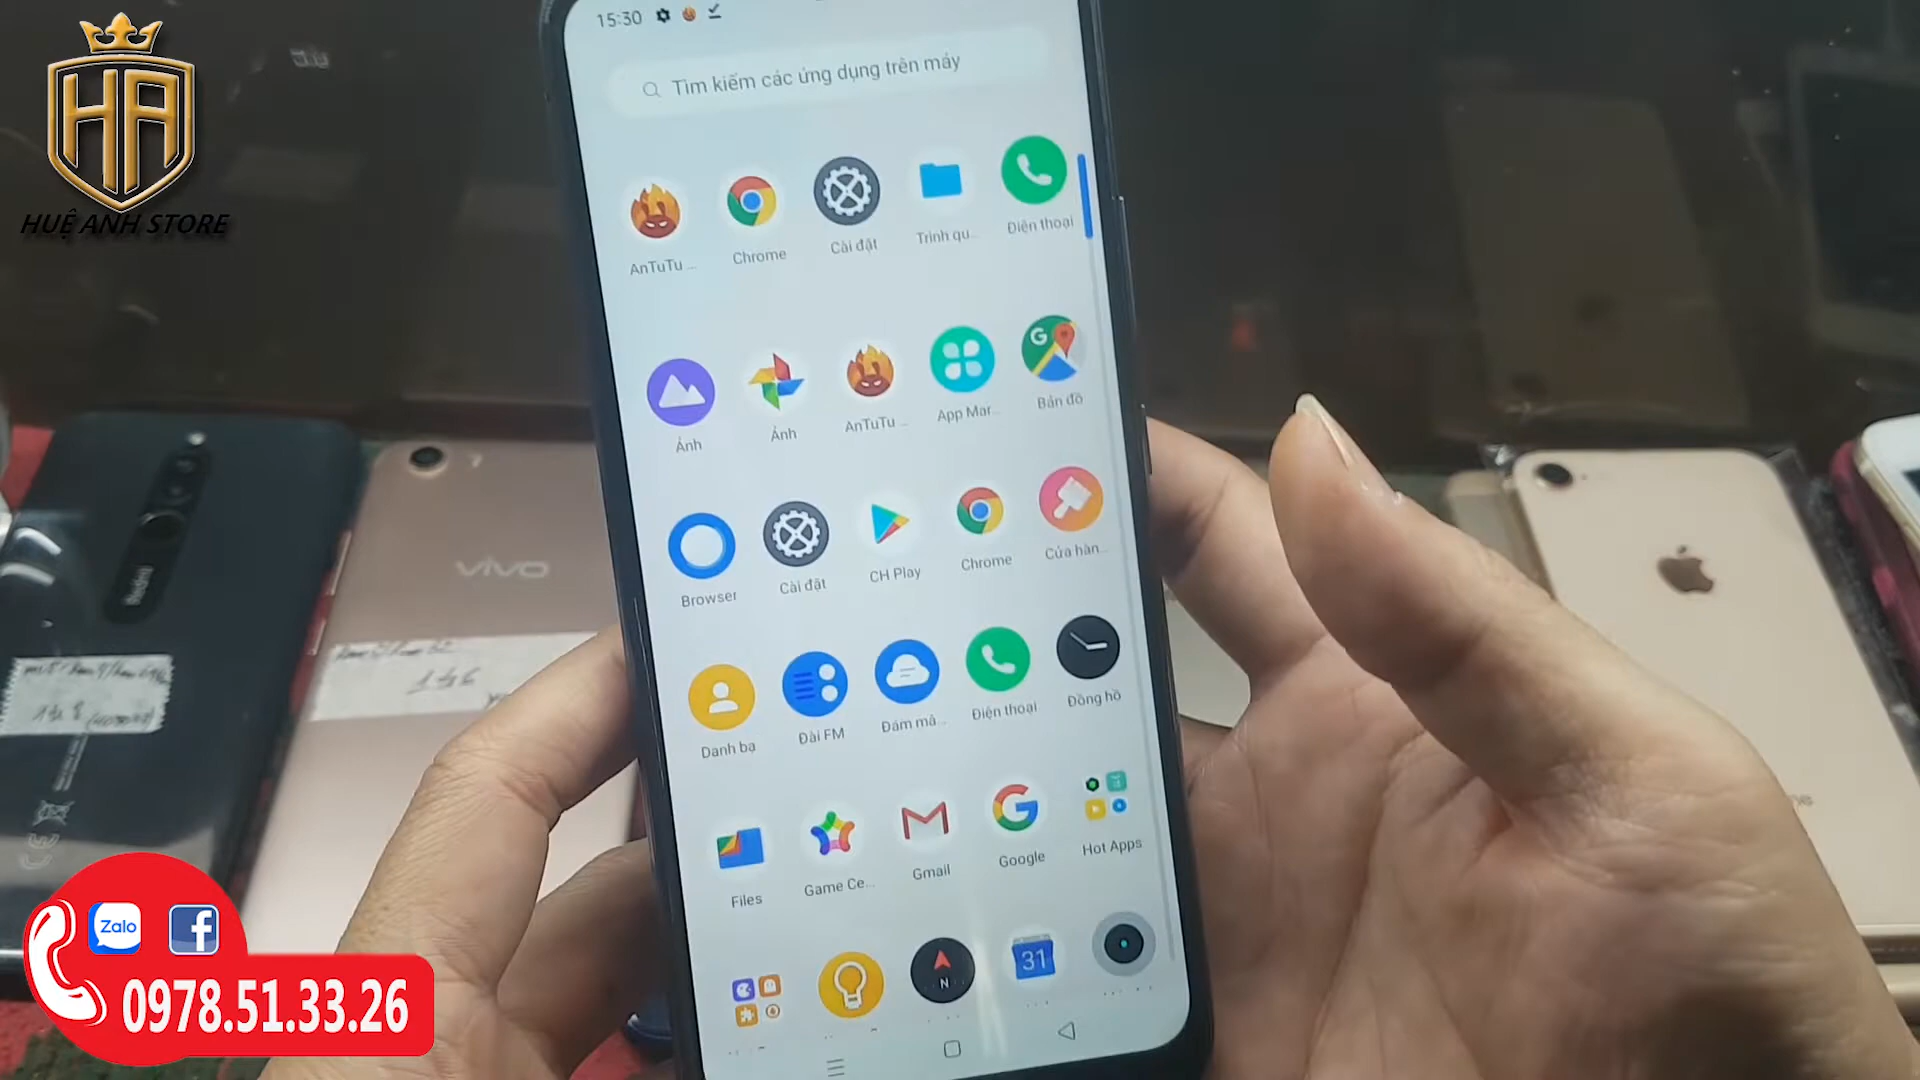 HA
HUỆ ANH STORE
15:30
Tìm kiếm các ứng dụng trên máy
AnTuTu ...
Chrome
Cài đặt
Trình qu...
Điện thoại
Ảnh
Ảnh
AnTuTu ...
App Mar...
Bản đồ
Browser
Cài đặt
CH Play
Chrome
Cửa hàn...
Danh bạ
Đài FM
Đám mâ...
Điện thoại
Đồng hồ
Files
Game Ce...
Gmail
Google
Hot Apps
N
31
vivo
Redmi
Zalo
0978.51.33.26